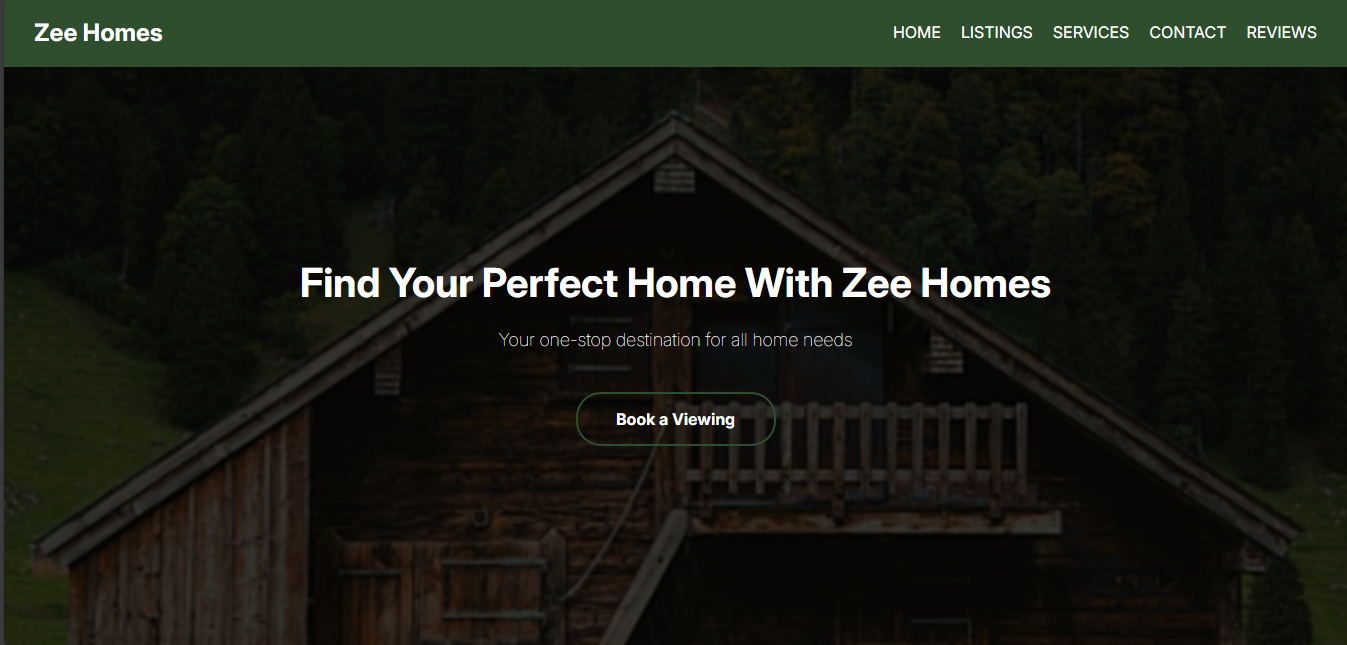 Zee Homes
HOME LISTINGS SERVICES CONTACT REVIEWS
Find Your Perfect Home With Zee Homes
Your one-stop destination for all home needs
Book a Viewing